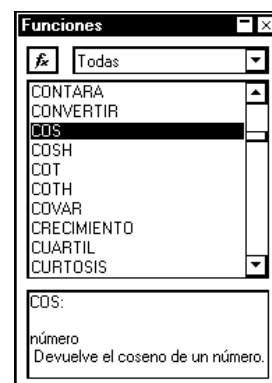 Funciones
fx Todas
CONTARA
CONVERTIR
COS
COSH
COT
COTH
COVAR
CRECIMIENTO
CUARTIL
CURTOSIS
COS:
número
Devuelve el coseno de un número.